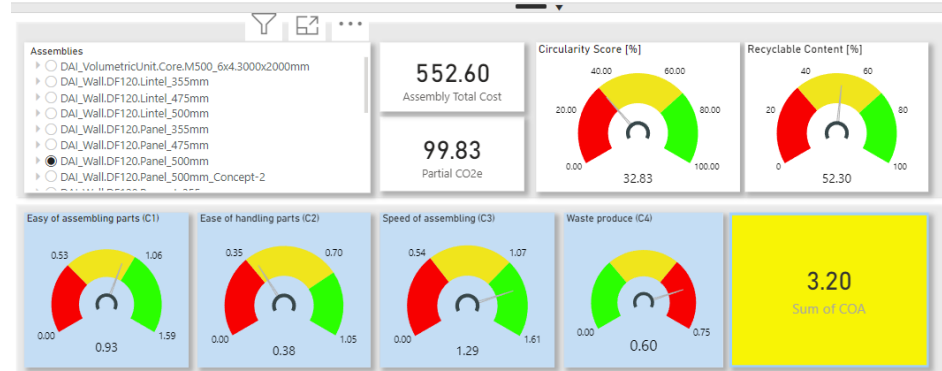 Assemblies
DAI_VolumetricUnit.Core.M500_6x4.3000x2000mm
DAI_Wall.DF120.Lintel_355mm
DAI_Wall.DF120.Lintel_475mm
DAI_Wall.DF120.Lintel_500mm
DAI_Wall.DF120.Panel_355mm
DAI_Wall.DF120.Panel_475mm
DAI_Wall.DF120.Panel_500mm
DAI_Wall.DF120.Panel_500mm_Concept-2
552.60
Assembly Total Cost
99.83
Partial CO2e
Circularity Score [%]
40.00 60.00
20.00 80.00
0.00 100.00
32.83
Recyclable Content [%]
40 60
20 80
0 100
52.30
Easy of assembling parts (C1)
0.53 1.06
0.00 1.59
0.93
Ease of handling parts (C2)
0.35 0.70
0.00 1.05
0.38
Speed of assembling (C3)
0.54 1.07
0.00 1.61
1.29
Waste produce (C4)
0.00 0.75
0.60
3.20
Sum of COA